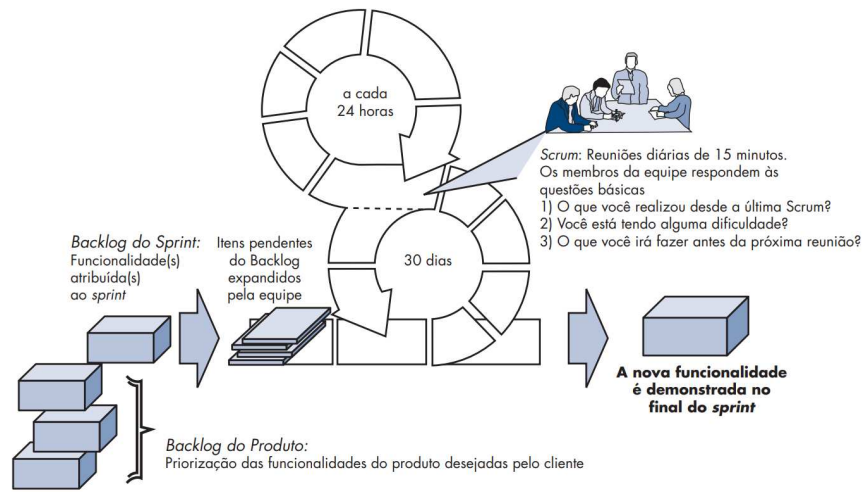 a cada
24 horas
Scrum: Reuniões diárias de 15 minutos.
Os membros da equipe respondem às
questões básicas
1) O que você realizou desde a última Scrum?
2) Você está tendo alguma dificuldade?
3) O que você irá fazer antes da próxima reunião?
Backlog do Sprint:
Funcionalidade(s)
atribuída(s)
ao sprint
Itens pendentes
do Backlog
expandidos
pela equipe
30 dias
A nova funcionalidade
é demonstrada no
final do sprint
Backlog do Produto:
Priorização das funcionalidades do produto desejadas pelo cliente